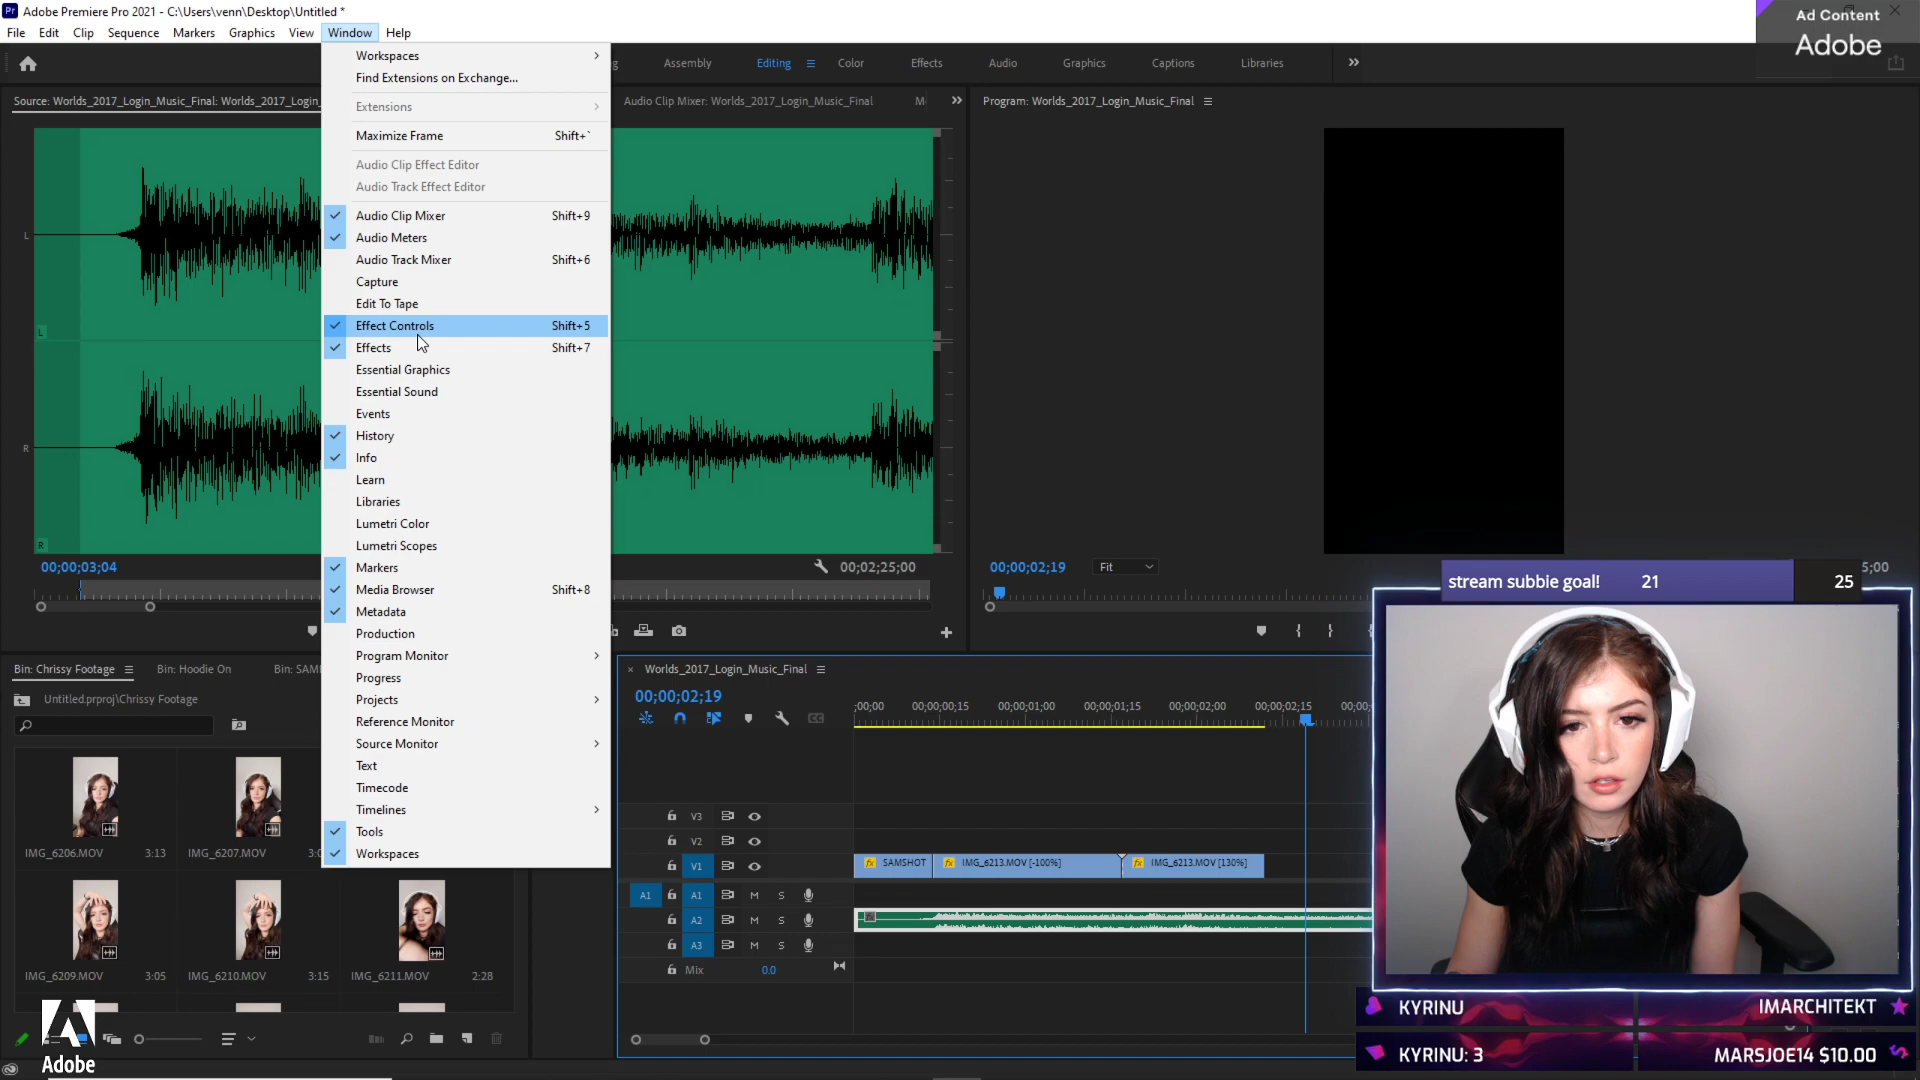 Adobe Premiere Pro 2021 - C:\Users\venn\Desktop\Untitled *
File Edit Clip Sequence Markers Graphics View Window Help
Ad Content
Adobe
Assembly Editing Color Effects Audio Graphics Captions Libraries
Source: Worlds_2017_Login_Music_Final: Worlds_2017_Login
Audio Clip Mixer: Worlds_2017_Login_Music_Final
Program: Worlds_2017_Login_Music_Final
Workspaces
Find Extensions on Exchange...
Extensions
Maximize Frame Shift+`
Audio Clip Effect Editor
Audio Track Effect Editor
Audio Clip Mixer Shift+9
Audio Meters
Audio Track Mixer Shift+6
Capture
Edit To Tape
Effect Controls Shift+5
Effects Shift+7
Essential Graphics
Essential Sound
Events
History
Info
Learn
Libraries
Lumetri Color
Lumetri Scopes
Markers
Media Browser Shift+8
Metadata
Production
Program Monitor
Progress
Projects
Reference Monitor
Source Monitor
Text
Timecode
Timelines
Tools
Workspaces
L
L
R
R
00;00;03;04
00;02;25;00
00;00;02;19
Fit
5;00
stream subbie goal! 21 25
Bin: Chrissy Footage
Bin: Hoodie On
Bin: SAM
Untitled.prproj\Chrissy Footage
IMG_6206.MOV 3:13
IMG_6207.MOV
IMG_6209.MOV 3:05
IMG_6210.MOV 3:15
IMG_6211.MOV 2:28
Adobe
× Worlds_2017_Login_Music_Final
00;00;02;19
;00;00 00;00;00;15 00;00;01;00 00;00;01;15 00;00;02;00 00;00;02;15
V3
V2
V1
SAMSHOT
IMG_6213.MOV [-100%]
IMG_6213.MOV [130%]
A1 A1 M S
A2 M S
A3 M S
Mix 0.0
KYRINU
IMARCHITEKT
KYRINU: 3
MARSJOE14 $10.00